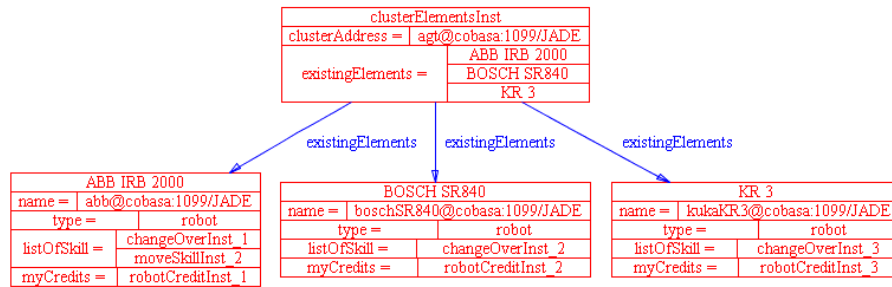 clusterElementsInst
clusterAddress = agt@cobasa:1099/JADE
existingElements =
ABB IRB 2000
BOSCH SR840
KR 3
existingElements existingElements existingElements
ABB IRB 2000
name = abb@cobasa:1099/JADE
type = robot
listOfSkill =
changeOverInst_1
moveSkillInst_2
myCredits = robotCreditInst_1
BOSCH SR840
name = boschSR840@cobasa:1099/JADE
type = robot
listOfSkill = changeOverInst_2
myCredits = robotCreditInst_2
KR 3
name = kukaKR3@cobasa:1099/JADE
type = robot
listOfSkill = changeOverInst_3
myCredits = robotCreditInst_3